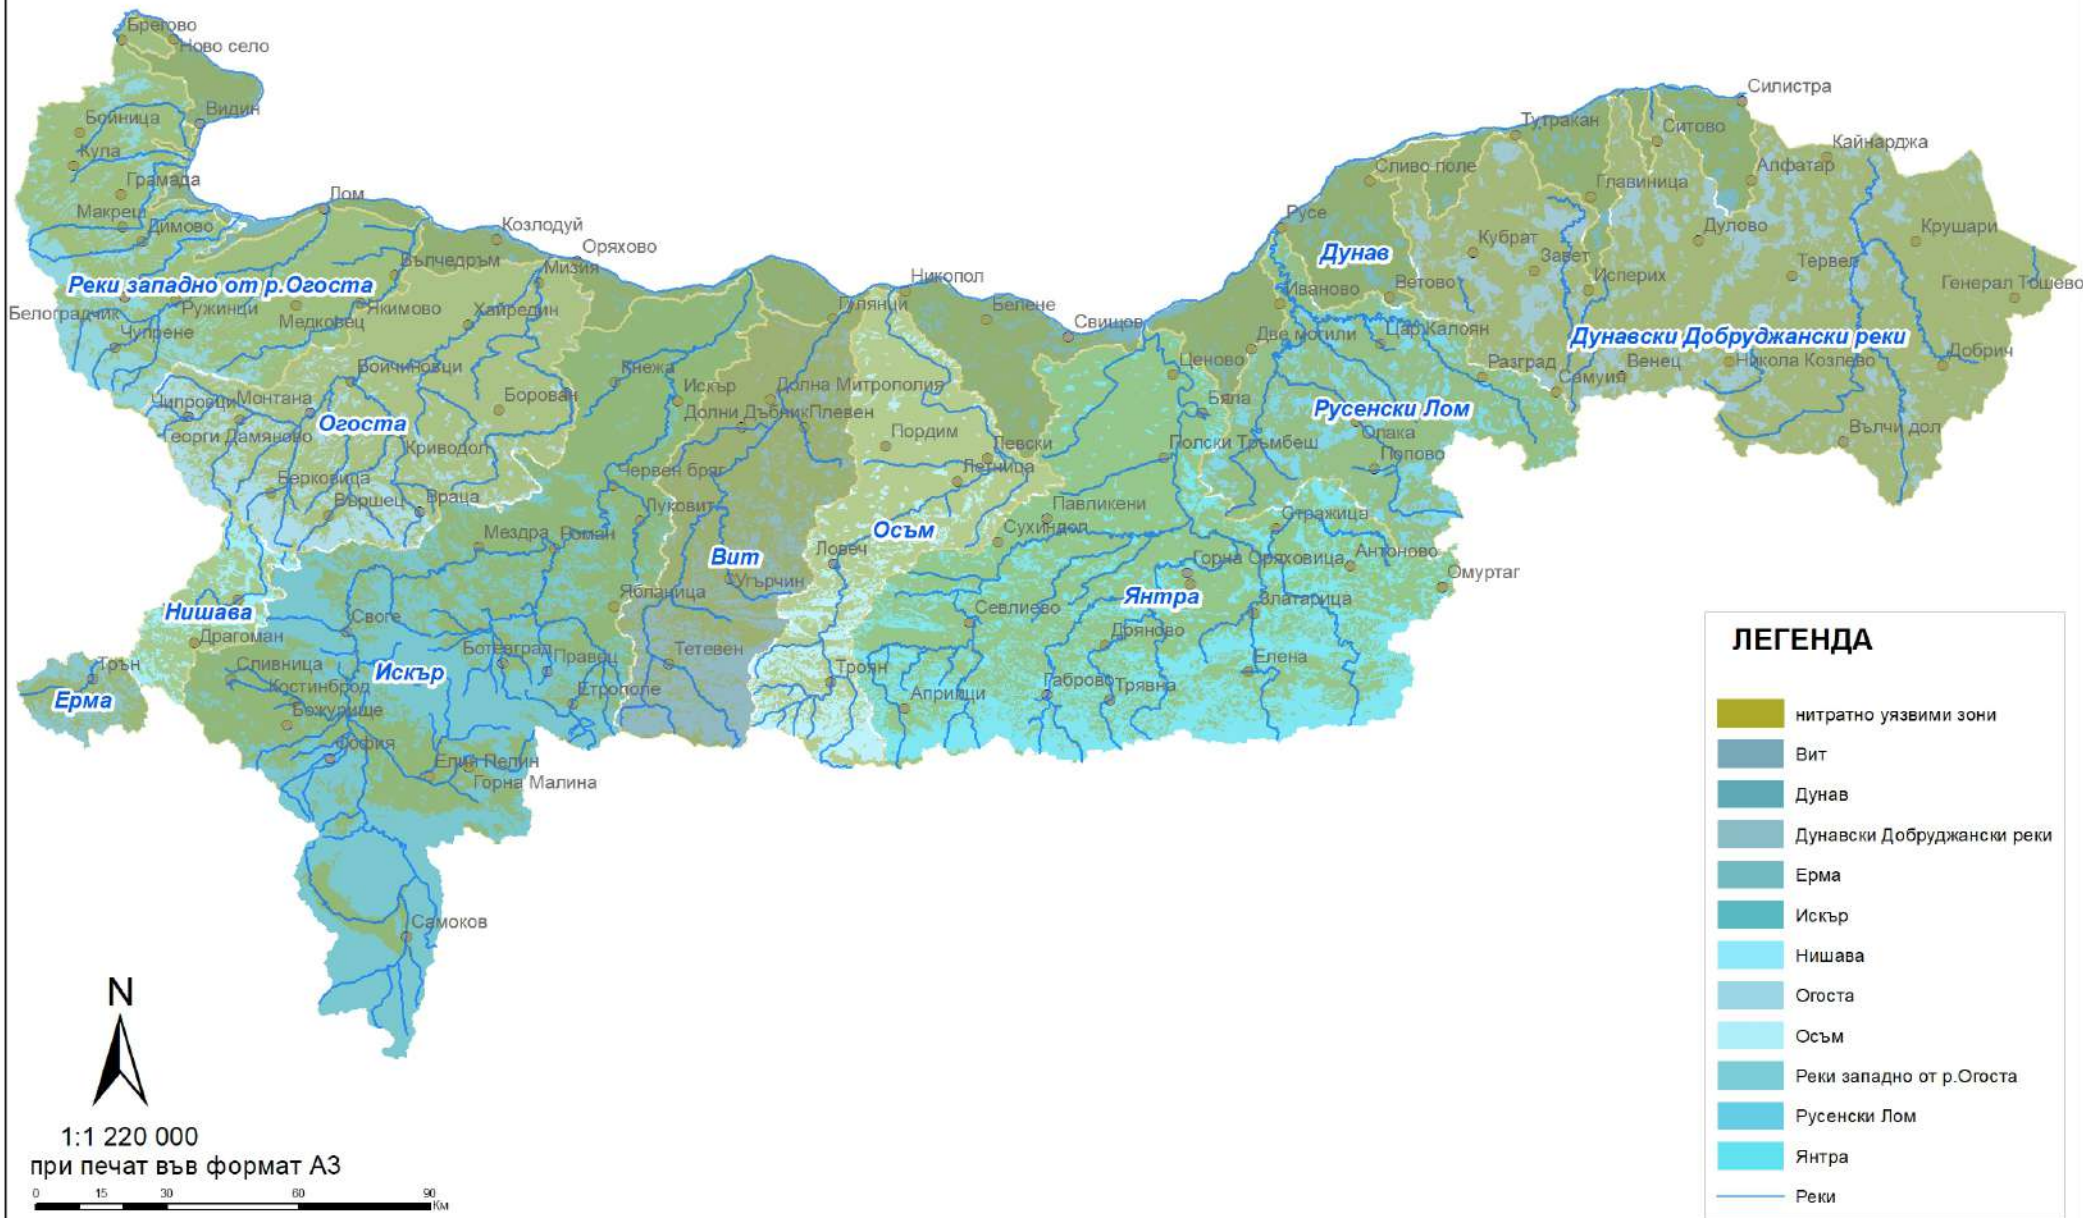 Брегово
Ново село
Видин
Бойница
Кула
Грамада
Макреш
Димово
Лом
Козлодуй
Оряхово
Мизия
Вълчедръм
Реки западно от р.Огоста
Белоградчик
Ружинци
Медковец
Якимово
Хайредин
Чупрене
Бойчиновци
Чипровци
Монтана
Георги Дамяново
Огоста
Борован
Криводол
Берковица
Вършец
Враца
Кнежа
Искър
Долна Митрополия
Долни Дъбник
Плевен
Гулянци
Никопол
Белене
Свищов
Пордим
Левски
Летница
Червен бряг
Луковит
Мездра
Роман
Вит
Угърчин
Ябланица
Ловеч
Осъм
Павликени
Сухиндол
Нишава
Драгоман
Трън
Ерма
Сливница
Костинброд
Божурище
София
Своге
Искър
Ботевград
Правец
Етрополе
Тетевен
Елин Пелин
Горна Малина
Самоков
Троян
Априлци
Севлиево
Габрово
Трявна
Дряново
Янтра
Горна Оряховица
Златарица
Елена
Стражица
Антоново
Омуртаг
Полски Тръмбеш
Бяла
Ценово
Две могили
Иваново
Русе
Сливо поле
Дунав
Ветово
Цар Калоян
Русенски Лом
Опака
Попово
Разград
Самуил
Кубрат
Завет
Исперих
Тутракан
Главиница
Ситово
Силистра
Алфатар
Кайнарджа
Дулово
Тервел
Крушари
Генерал Тошево
Дунавски Добруджански реки
Венец
Никола Козлево
Добрич
Вълчи дол
N
1:1 220 000
при печат във формат А3
0 15 30 60 90
Км
ЛЕГЕНДА
нитратно уязвими зони
Вит
Дунав
Дунавски Добруджански реки
Ерма
Искър
Нишава
Огоста
Осъм
Реки западно от р.Огоста
Русенски Лом
Янтра
Реки